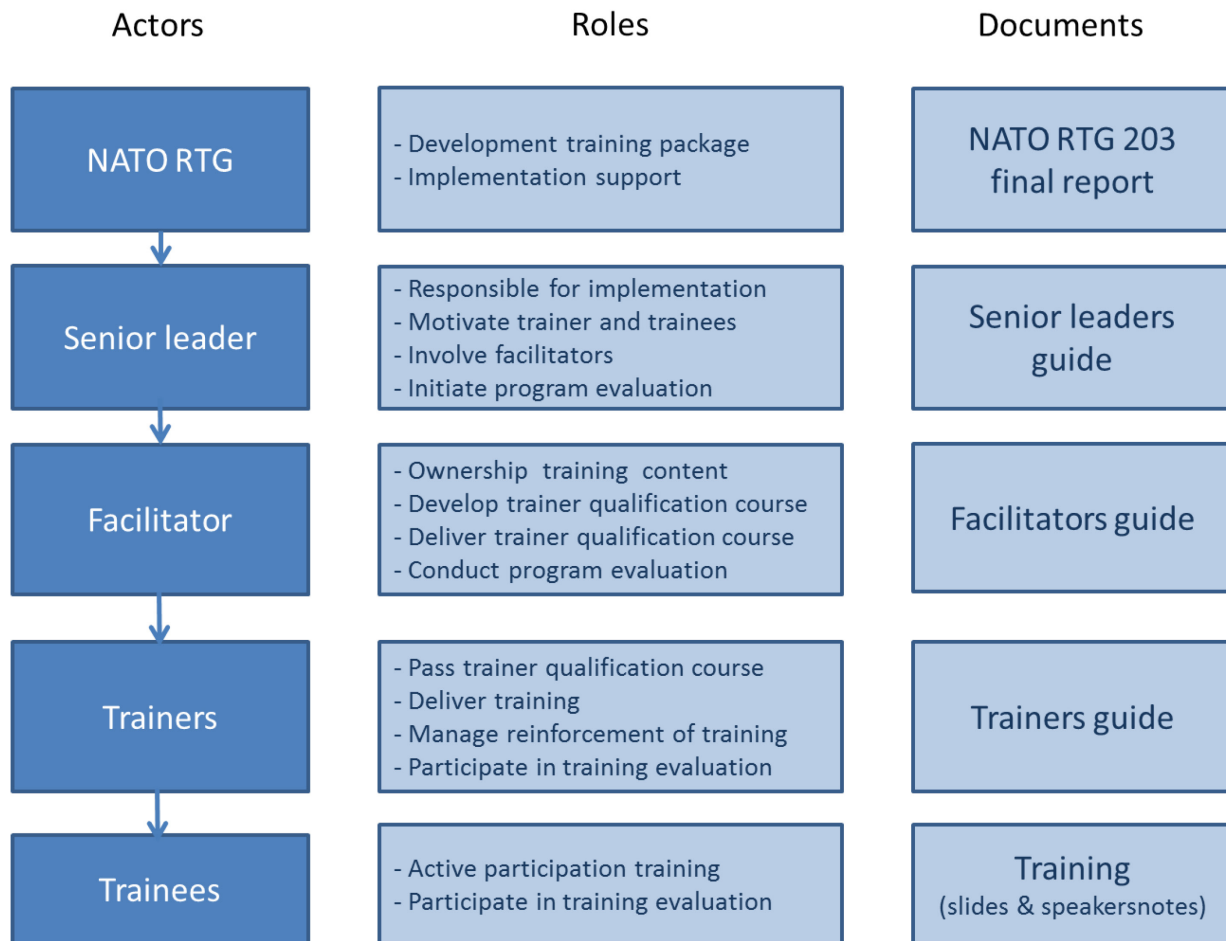 Actors
Roles
Documents
NATO RTG
- Development training package
- Implementation support
NATO RTG 203
final report
Senior leader
- Responsible for implementation
- Motivate trainer and trainees
- Involve facilitators
- Initiate program evaluation
Senior leaders
guide
Facilitator
- Ownership training content
- Develop trainer qualification course
- Deliver trainer qualification course
- Conduct program evaluation
Facilitators guide
Trainers
- Pass trainer qualification course
- Deliver training
- Manage reinforcement of training
- Participate in training evaluation
Trainers guide
Trainees
- Active participation training
- Participate in training evaluation
Training
(slides & speakersnotes)